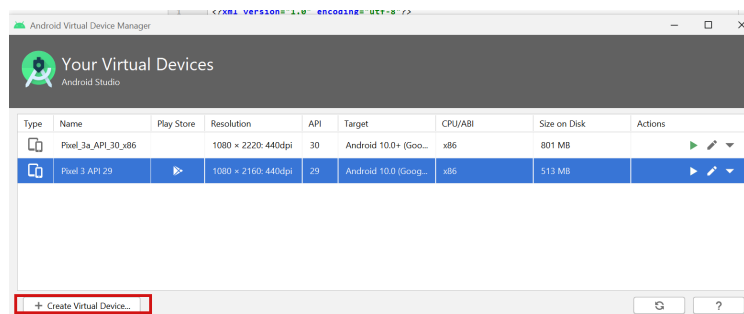 1 <?xml version="1.0" encoding="utf-8"?>
Android Virtual Device Manager
Your Virtual Devices
Android Studio
Type Name Play Store Resolution API Target CPU/ABI Size on Disk Actions
Pixel_3a_API_30_x86 1080 × 2220: 440dpi 30 Android 10.0+ (Goo... x86 801 MB
Pixel 3 API 29 1080 × 2160: 440dpi 29 Android 10.0 (Goog... x86 513 MB
+ Create Virtual Device... ?